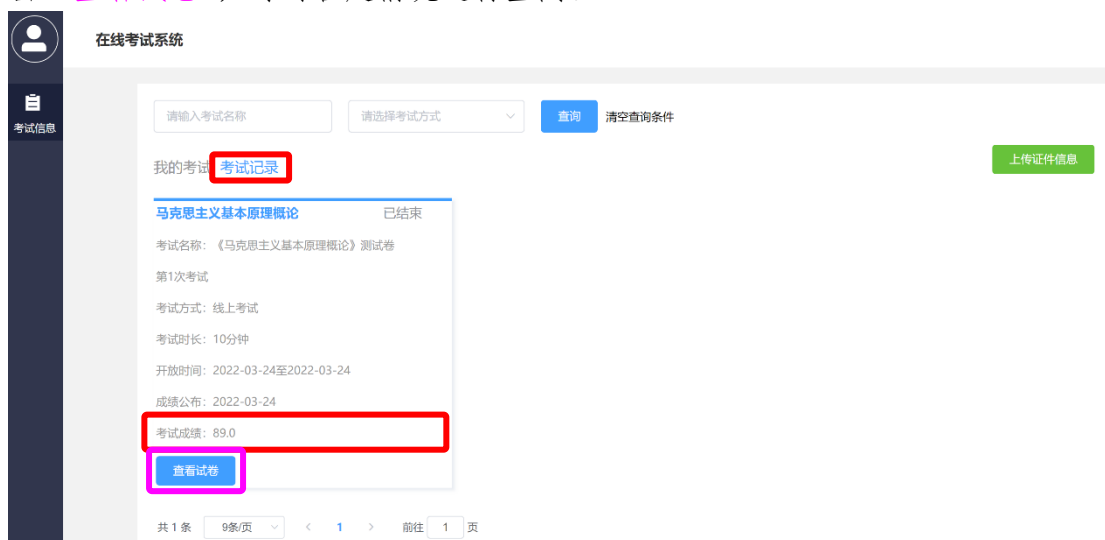 在线考试系统
考试信息
请输入考试名称 请选择考试方式 查询 清空查询条件
我的考试 考试记录 上传证件信息
马克思主义基本原理概论 已结束
考试名称：《马克思主义基本原理概论》测试卷
第1次考试
考试方式：线上考试
考试时长：10分钟
开放时间：2022-03-24至2022-03-24
成绩公布：2022-03-24
考试成绩：89.0
查看试卷
共 1 条 9条/页 < 1 > 前往 1 页